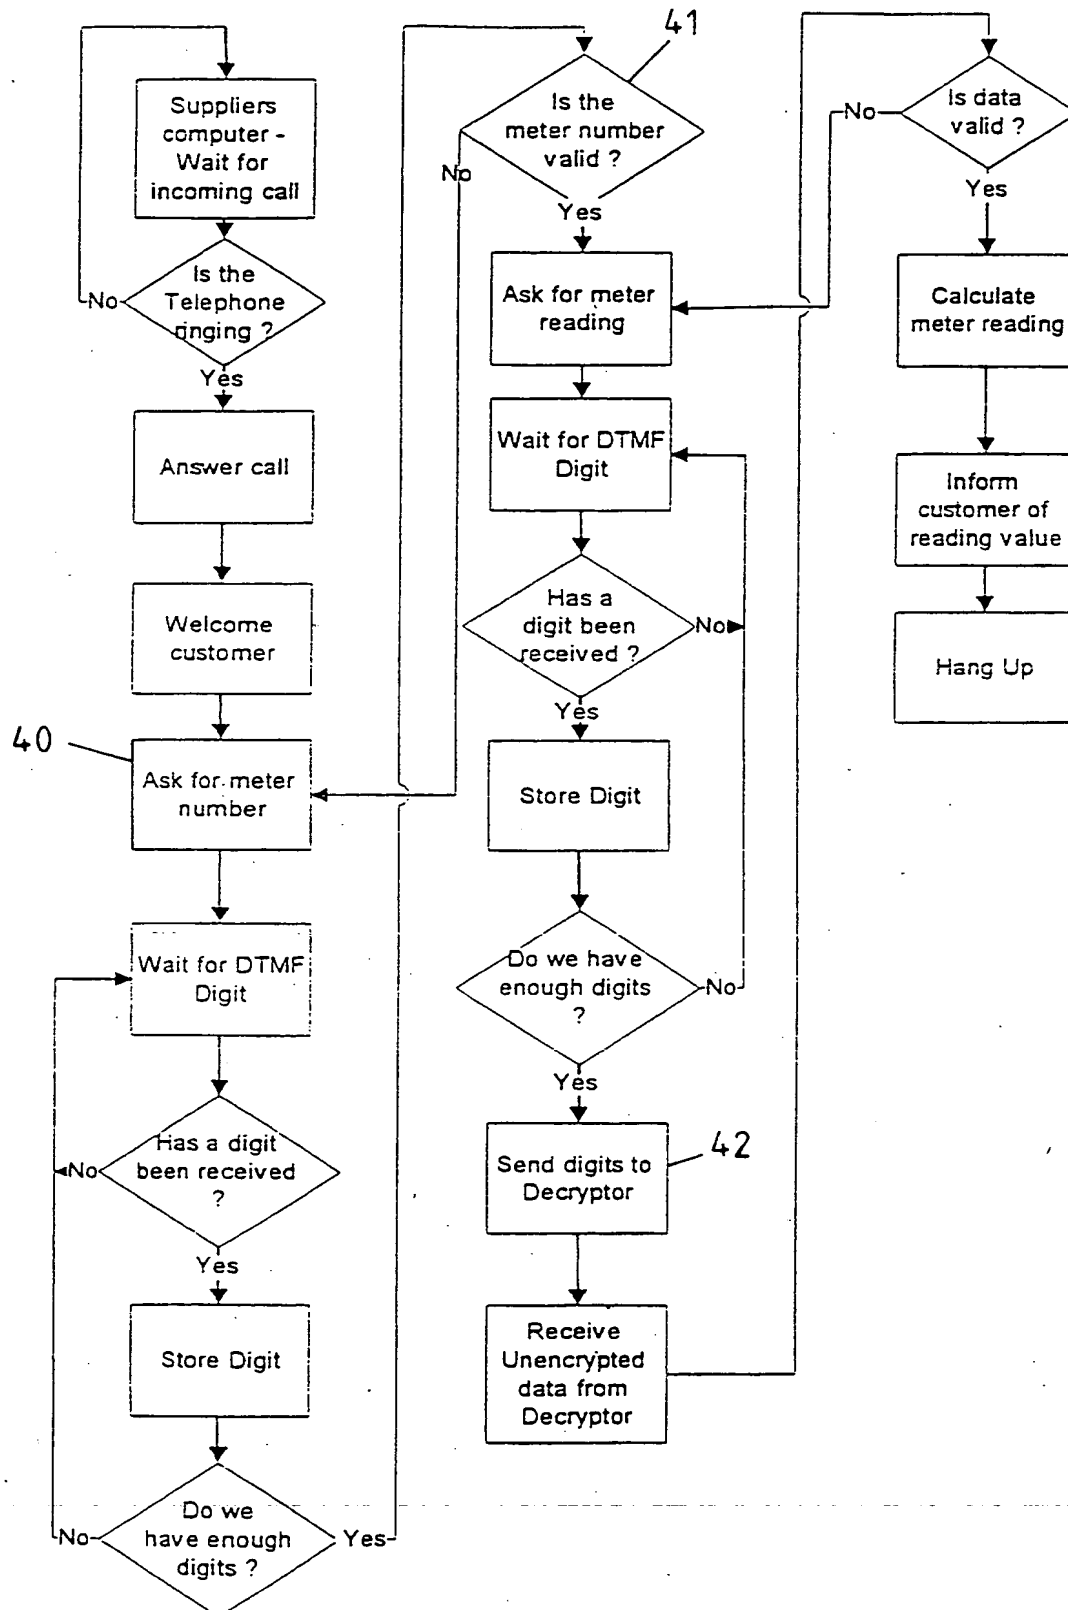 Suppliers
computer -
Wait for
incoming call
Is the
Telephone
ringing ?
No
Yes
Answer call
Welcome
customer
40
Ask for meter
number
Wait for DTMF
Digit
Has a digit
been received
?
No
Yes
Store Digit
Do we
have enough
digits ?
No
Yes
41
Is the
meter number
valid ?
No
Yes
Ask for meter
reading
Wait for DTMF
Digit
Has a
digit been
received ?
No
Yes
Store Digit
Do we have
enough digits
?
No
Yes
42
Send digits to
Decryptor
Receive
Unencrypted
data from
Decryptor
Is data
valid ?
No
Yes
Calculate
meter reading
Inform
customer of
reading value
Hang Up